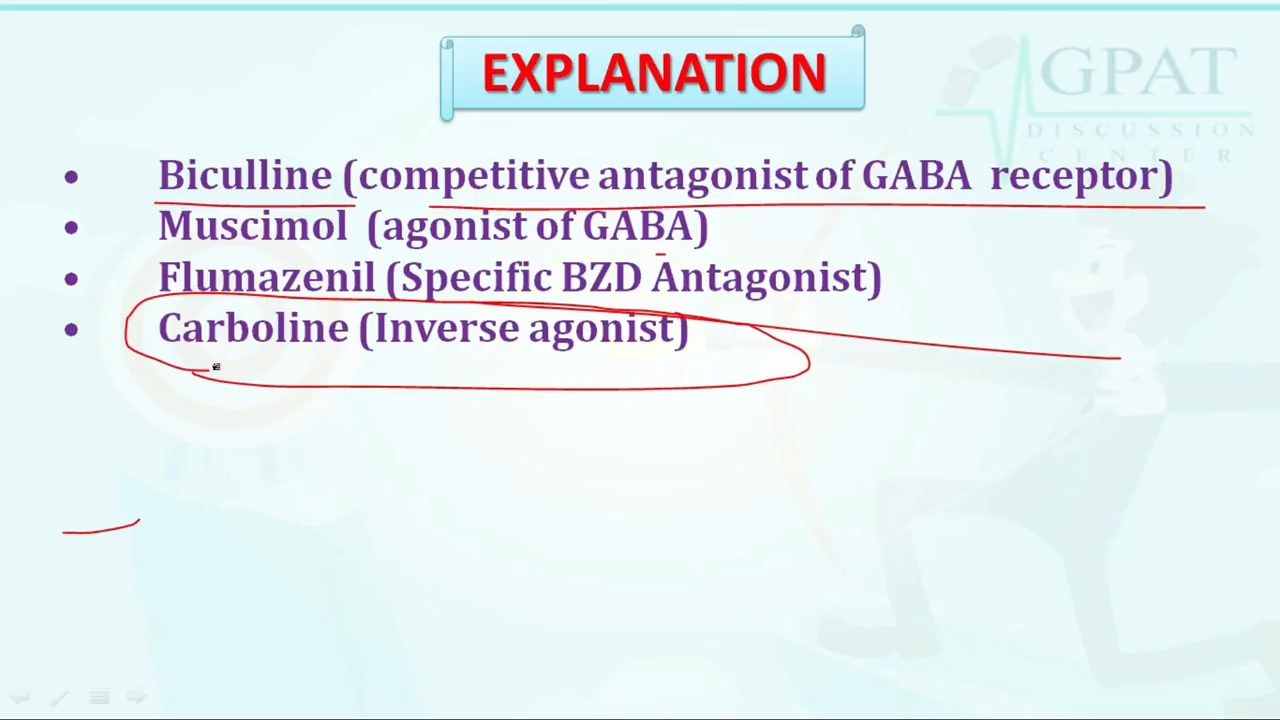 EXPLANATION
GPAT
DISCUSSION
CENTER
• Biculline (competitive antagonist of GABA receptor)
• Muscimol (agonist of GABA)
• Flumazenil (Specific BZD Antagonist)
• Carboline (Inverse agonist)